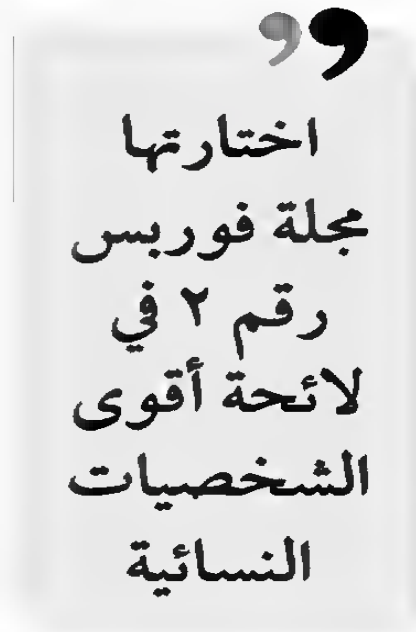 ”
اختارتها
مجلة فوربس
رقم ٢ في
لائحة أقوى
الشخصيات
النسائية